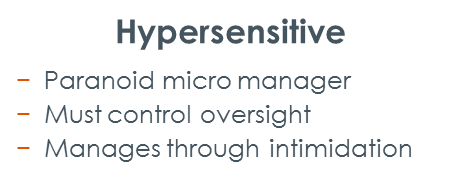 Hypersensitive
− Paranoid micro manager
− Must control oversight
− Manages through intimidation